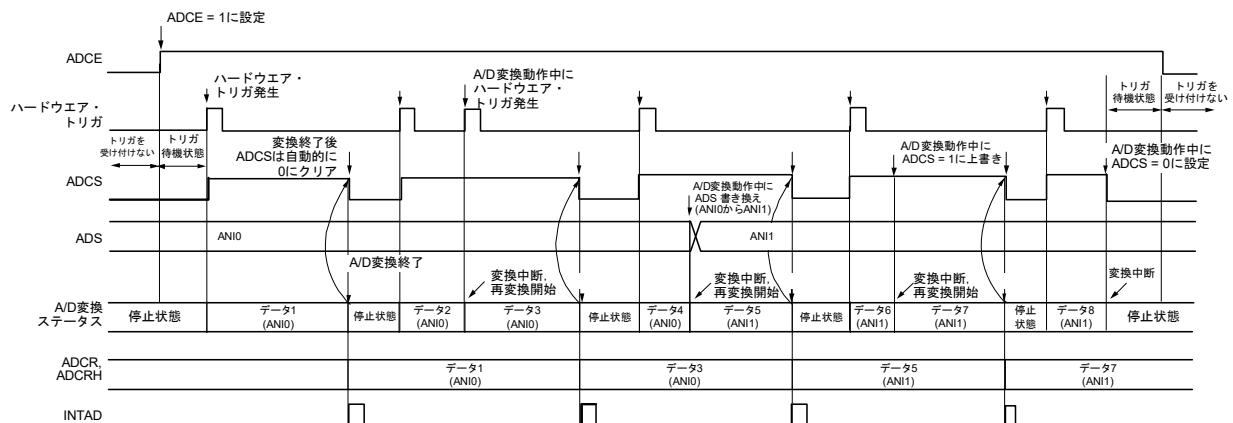 ADCE = 1に設定
ADCE
ハードウエア・
トリガ発生
A/D変換動作中に
ハードウエア・
トリガ発生
トリガ
待機状態
トリガを
受け付けない
ハードウエア・
トリガ
トリガを
受け付けない
トリガ
待機状態
変換終了後
ADCSは自動的に
0にクリア
A/D変換動作中に
ADCS = 1に上書き
A/D変換動作中に
ADCS = 0に設定
ADCS
A/D変換動作中に
ADS 書き換え
(ANI0からANI1)
ADS
ANI0
ANI1
A/D変換終了
変換中断,
再変換開始
変換中断,
再変換開始
変換中断,
再変換開始
変換中断
A/D変換
ステータス
停止状態
データ1
(ANI0)
停止状態
データ2
(ANI0)
データ3
(ANI0)
停止状態
データ4
(ANI0)
データ5
(ANI1)
停止状態
データ6
(ANI1)
データ7
(ANI1)
停止
状態
データ8
(ANI1)
停止状態
ADCR,
ADCRH
データ1
(ANI0)
データ3
(ANI0)
データ5
(ANI1)
データ7
(ANI1)
INTAD